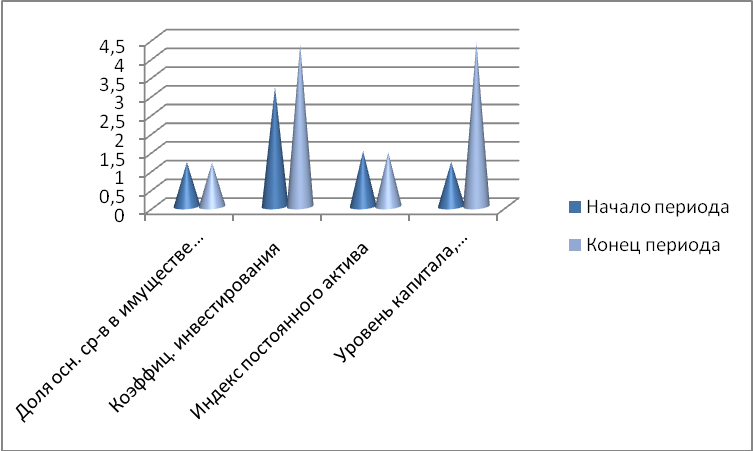 4,5
4
3,5
3
2,5
2
1,5
1
0,5
0
Доля осн. ср-в в имуществе...
Коэффиц. инвестирования
Индекс постоянного актива
Уровень капитала,...
Начало периода
Конец периода